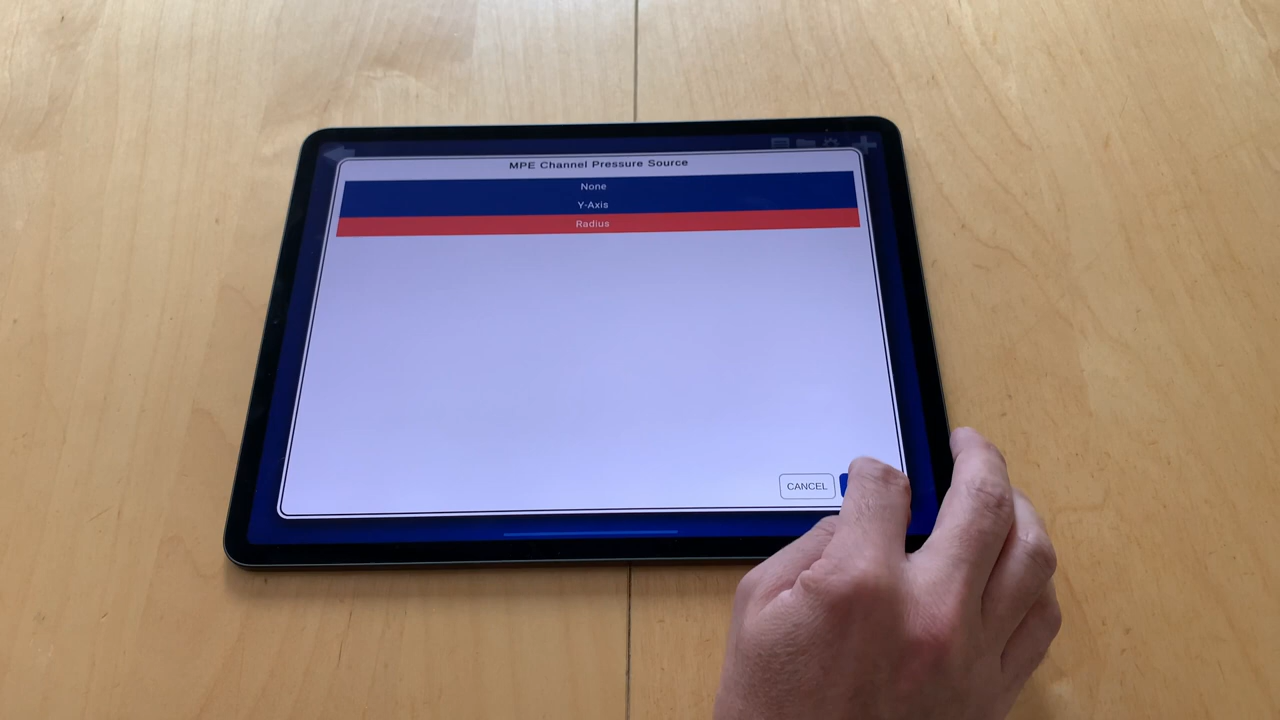 MPE Channel Pressure Source
None
Y-Axis
Radius
CANCEL